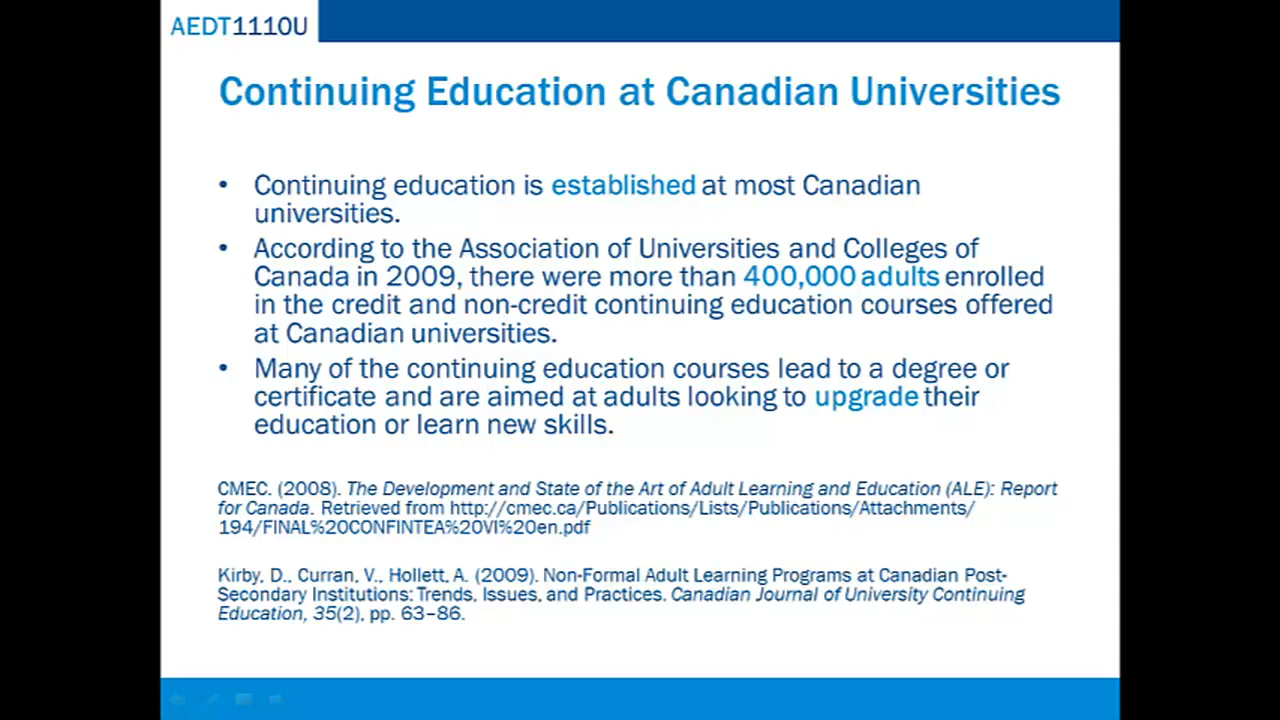 AEDT1110U
Continuing Education at Canadian Universities
• Continuing education is established at most Canadian
universities.
• According to the Association of Universities and Colleges of
Canada in 2009, there were more than 400,000 adults enrolled
in the credit and non-credit continuing education courses offered
at Canadian universities.
• Many of the continuing education courses lead to a degree or
certificate and are aimed at adults looking to upgrade their
education or learn new skills.
CMEC. (2008). The Development and State of the Art of Adult Learning and Education (ALE): Report
for Canada. Retrieved from http://cmec.ca/Publications/Lists/Publications/Attachments/
194/FINAL%20CONFINTEA%20VI%20en.pdf
Kirby, D., Curran, V., Hollett, A. (2009). Non-Formal Adult Learning Programs at Canadian Post-
Secondary Institutions: Trends, Issues, and Practices. Canadian Journal of University Continuing
Education, 35(2), pp. 63–86.